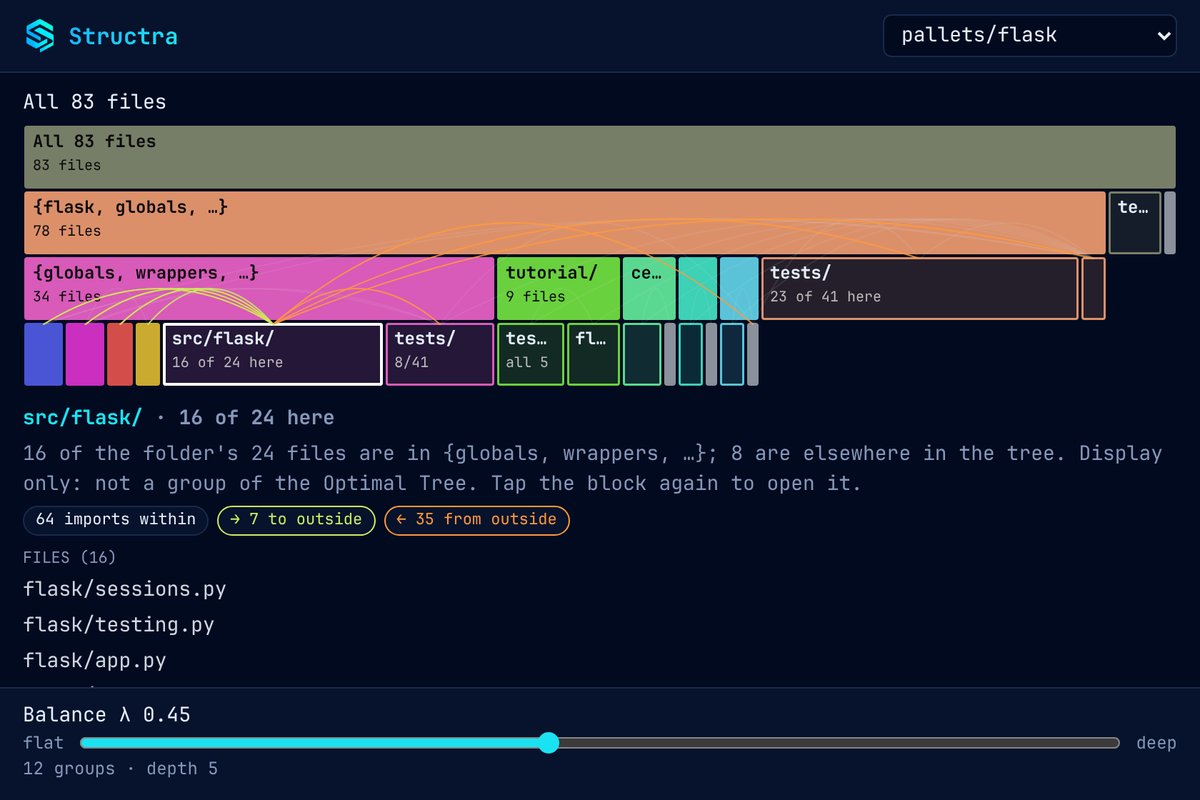 Structra
pallets/flask
All 83 files
All 83 files
83 files
{flask, globals, …}
78 files
te…
{globals, wrappers, …}
34 files
tutorial/
9 files
ce…
tests/
23 of 41 here
src/flask/
16 of 24 here
tests/
8/41
tes…
all 5
fl…
src/flask/ · 16 of 24 here
16 of the folder's 24 files are in {globals, wrappers, …}; 8 are elsewhere in the tree. Display
only: not a group of the Optimal Tree. Tap the block again to open it.
64 imports within
→ 7 to outside
← 35 from outside
FILES (16)
flask/sessions.py
flask/testing.py
flask/app.py
Balance λ 0.45
flat
deep
12 groups · depth 5